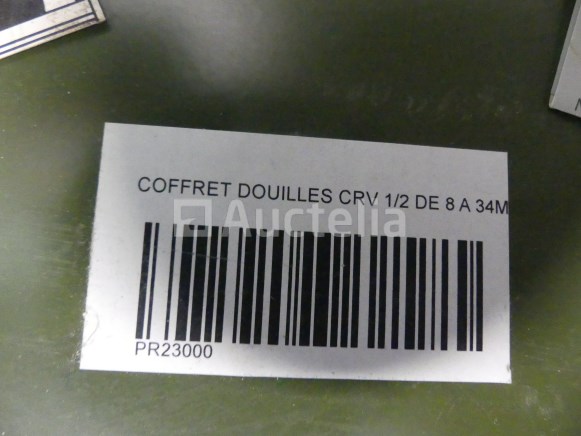 COFFRET DOUILLES CRV 1/2 DE 8 A 34M
Auctelia
PR23000